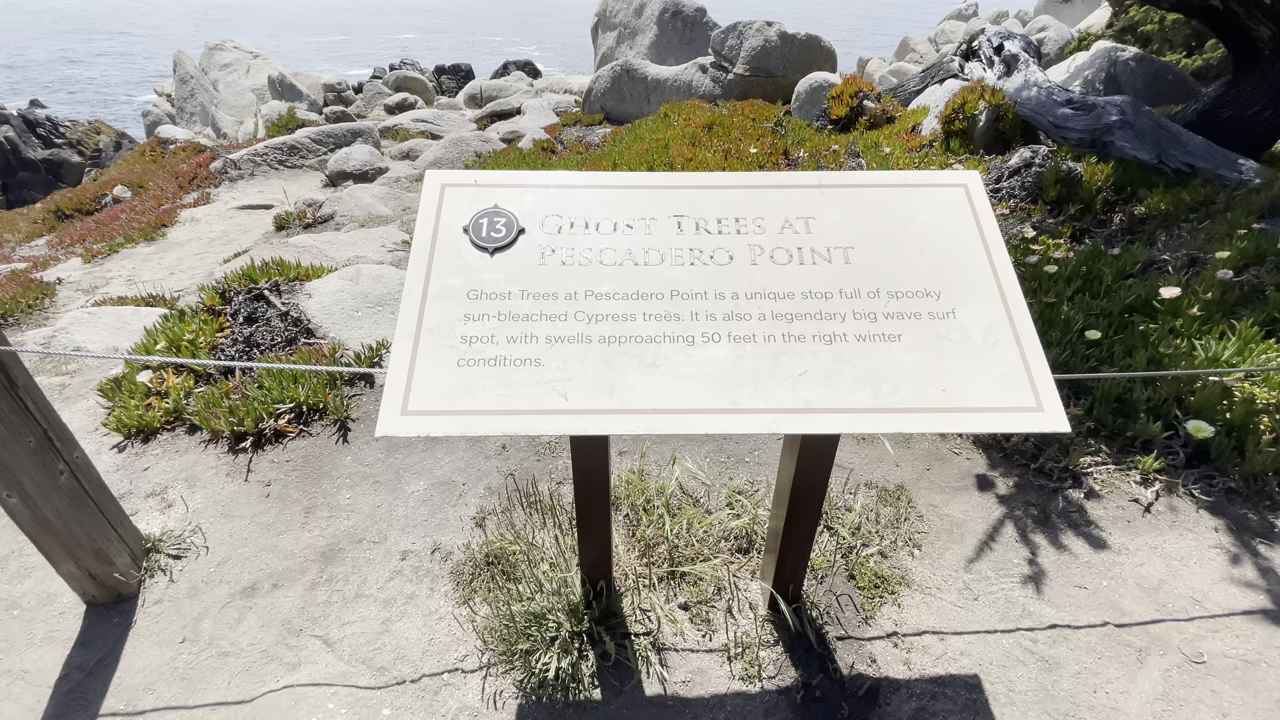 13
GHOST TREES AT
PESCADERO POINT
Ghost Trees at Pescadero Point is a unique stop full of spooky
sun-bleached Cypress trees. It is also a legendary big wave surf
spot, with swells approaching 50 feet in the right winter
conditions.